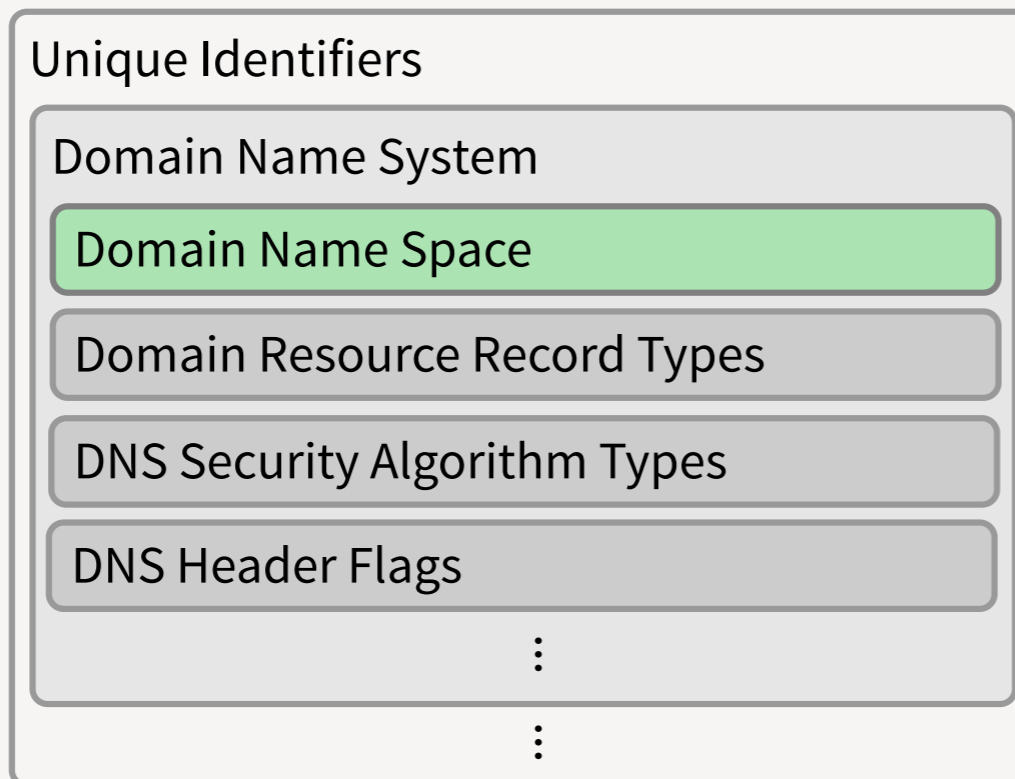 Unique Identifiers
Domain Name System
Domain Name Space
Domain Resource Record Types
DNS Security Algorithm Types
DNS Header Flags
⋮
⋮